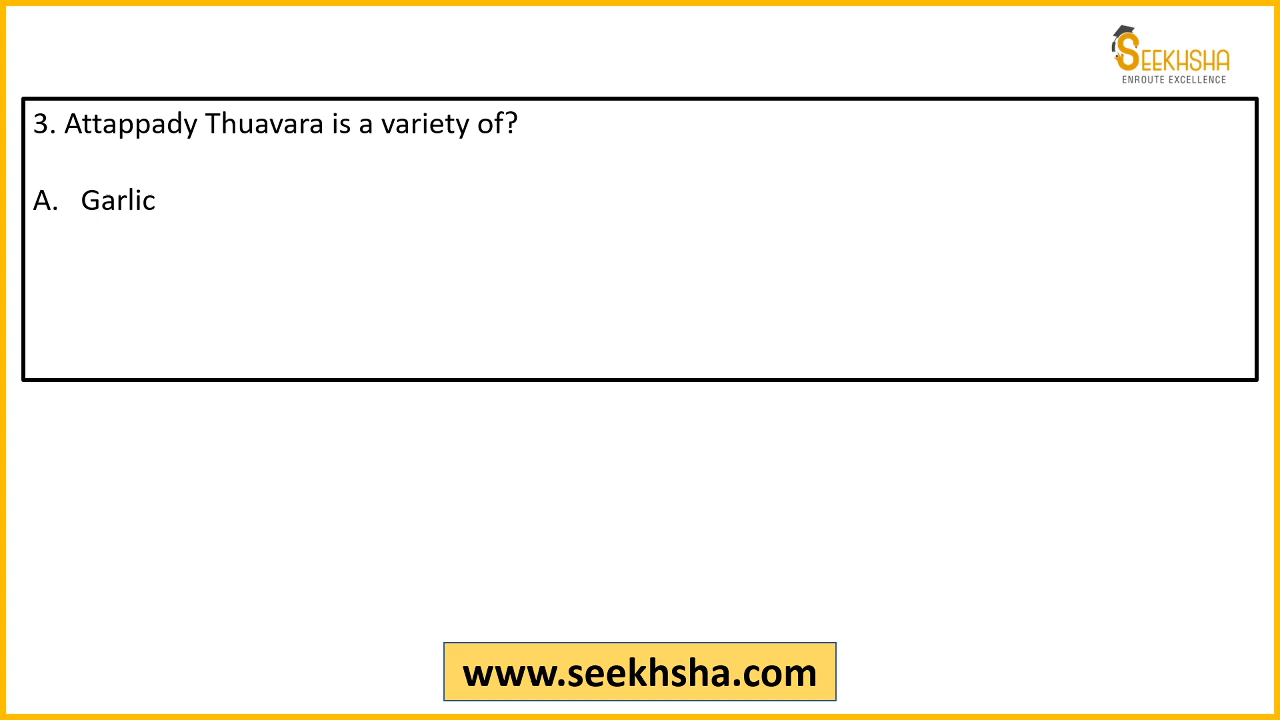 SEEKHSHA
ENROUTE EXCELLENCE
3. Attappady Thuavara is a variety of?
A. Garlic
www.seekhsha.com